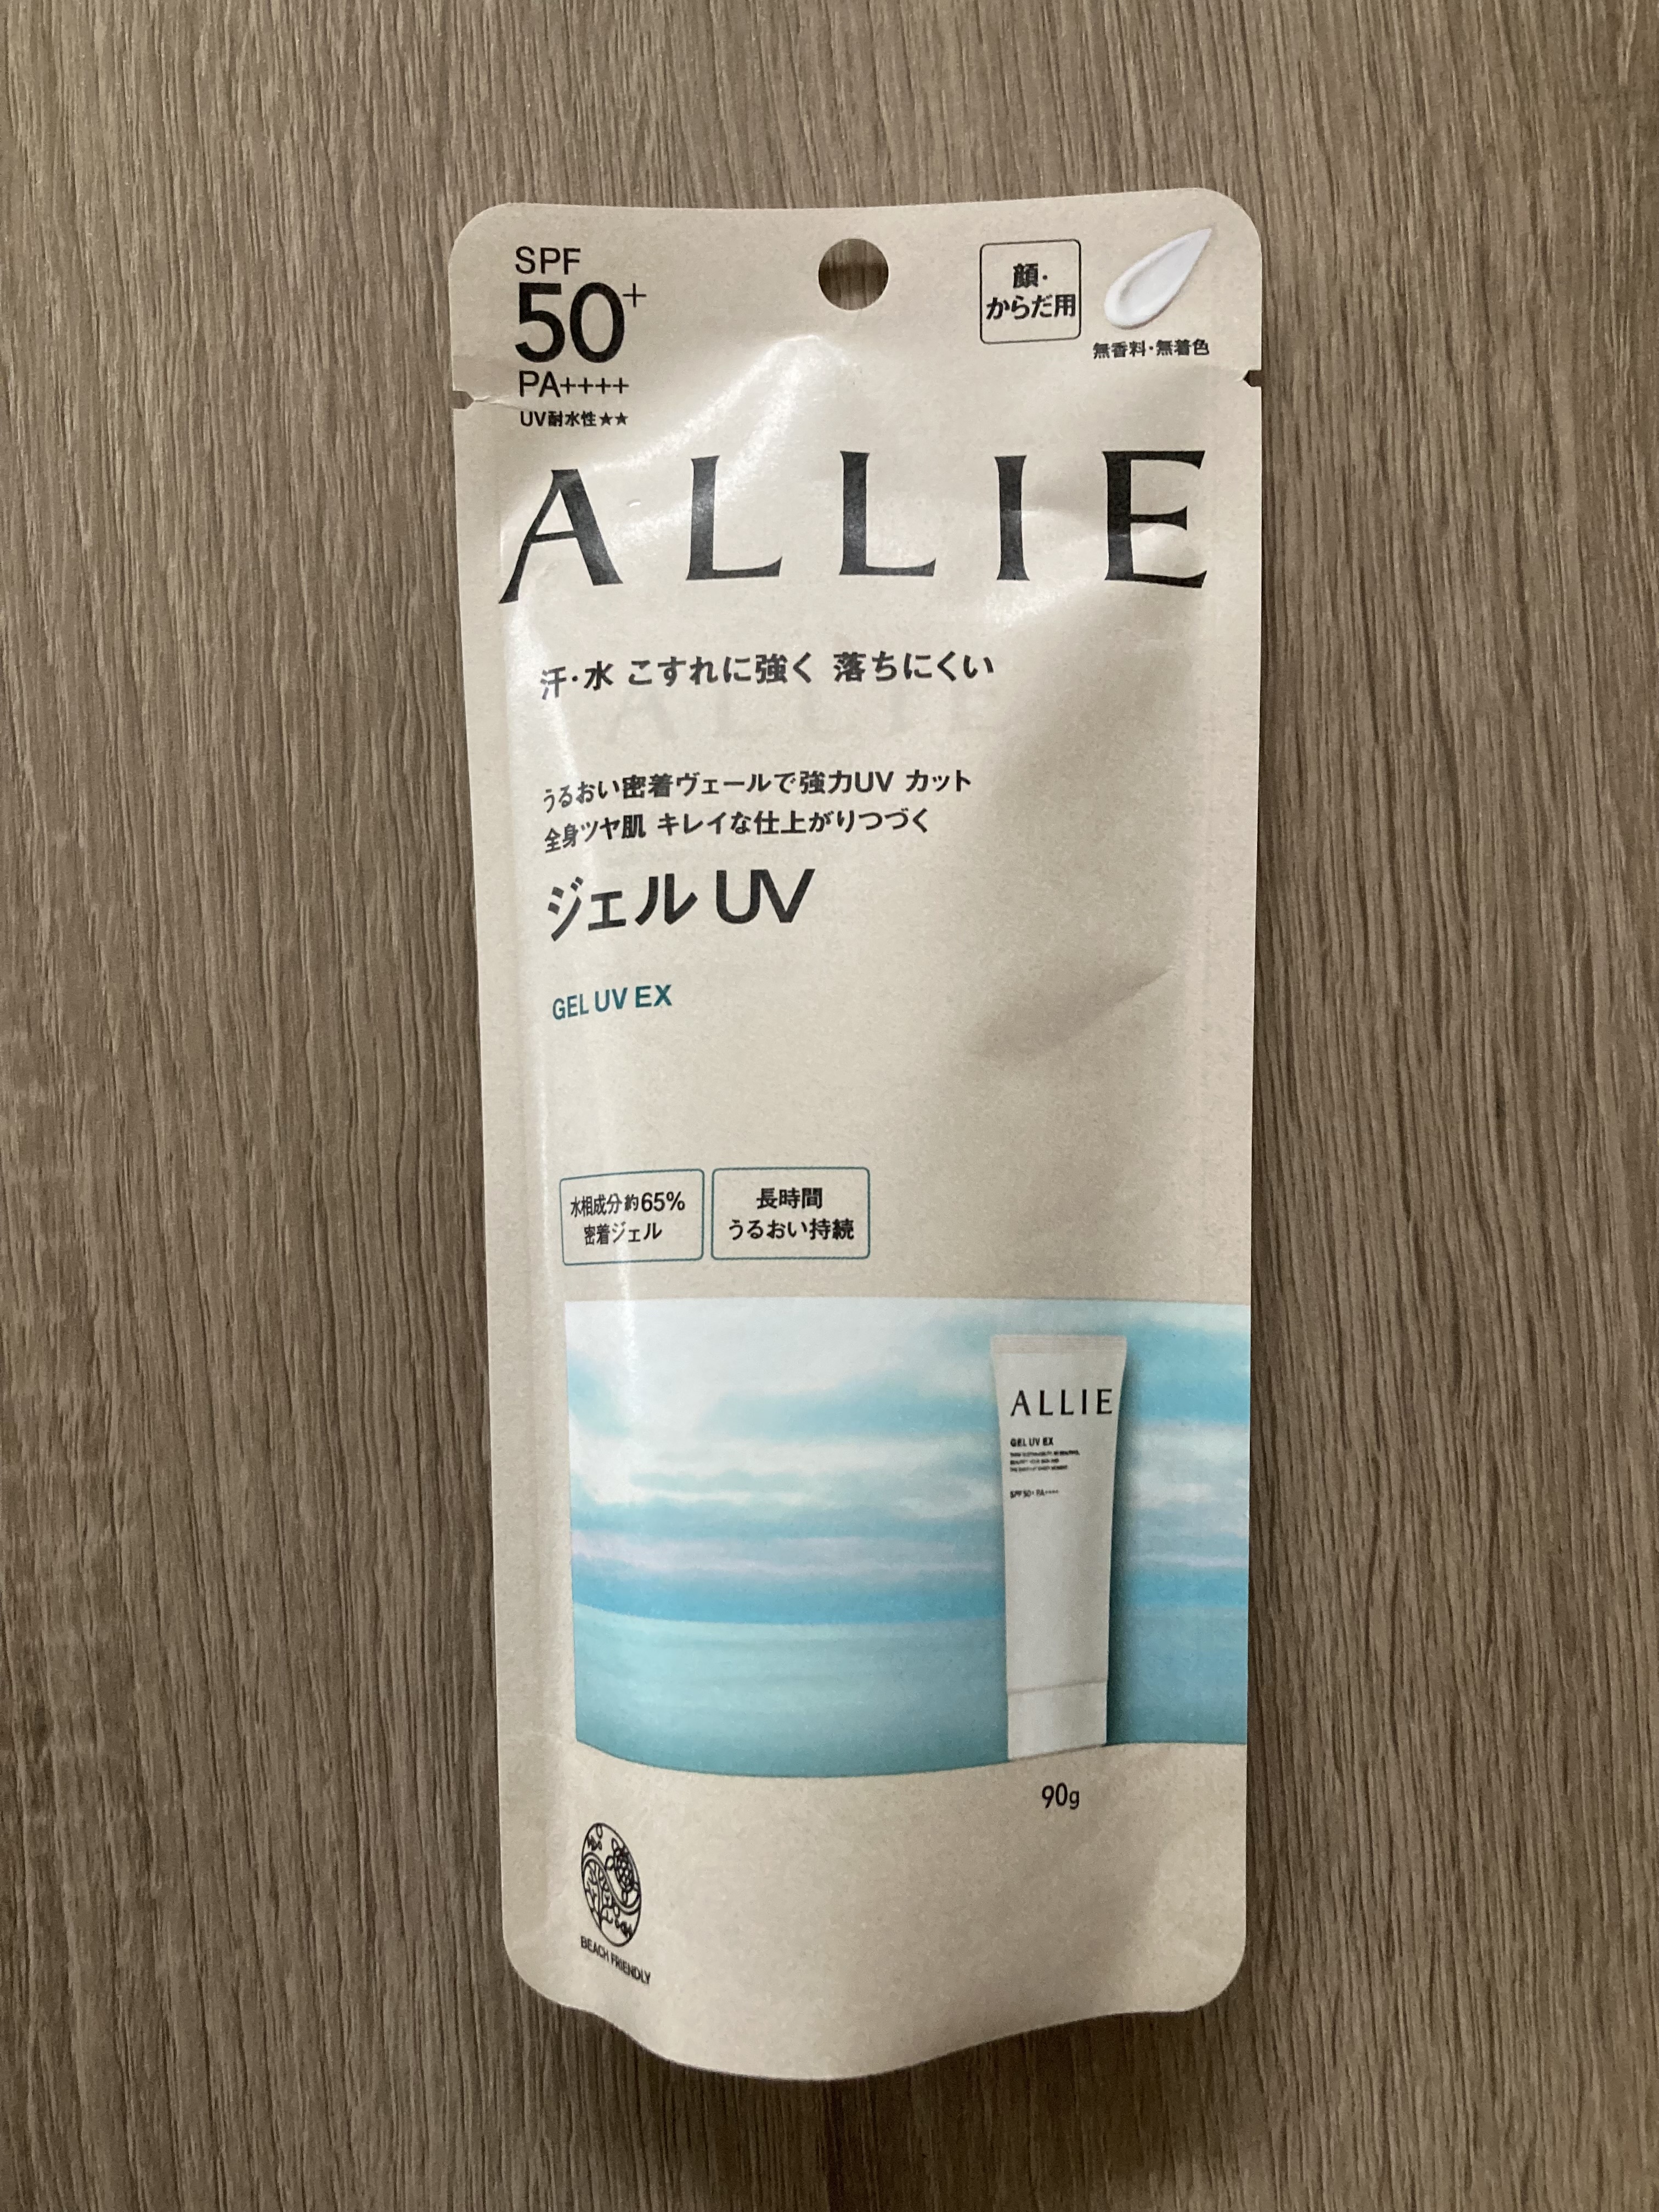 SPF
50+
PA++++
UV耐水性★★
顔・
からだ用
無香料・無着色
ALLIE
汗・水 こすれに強く 落ちにくい
うるおい密着ヴェールで強力UV カット
全身ツヤ肌 キレイな仕上がりつづく
ジェル UV
GEL UV EX
水相成分約65%
密着ジェル
長時間
うるおい持続
ALLIE
GEL UV EX
SPF50+ PA++++
90g
BEACH FRIENDLY